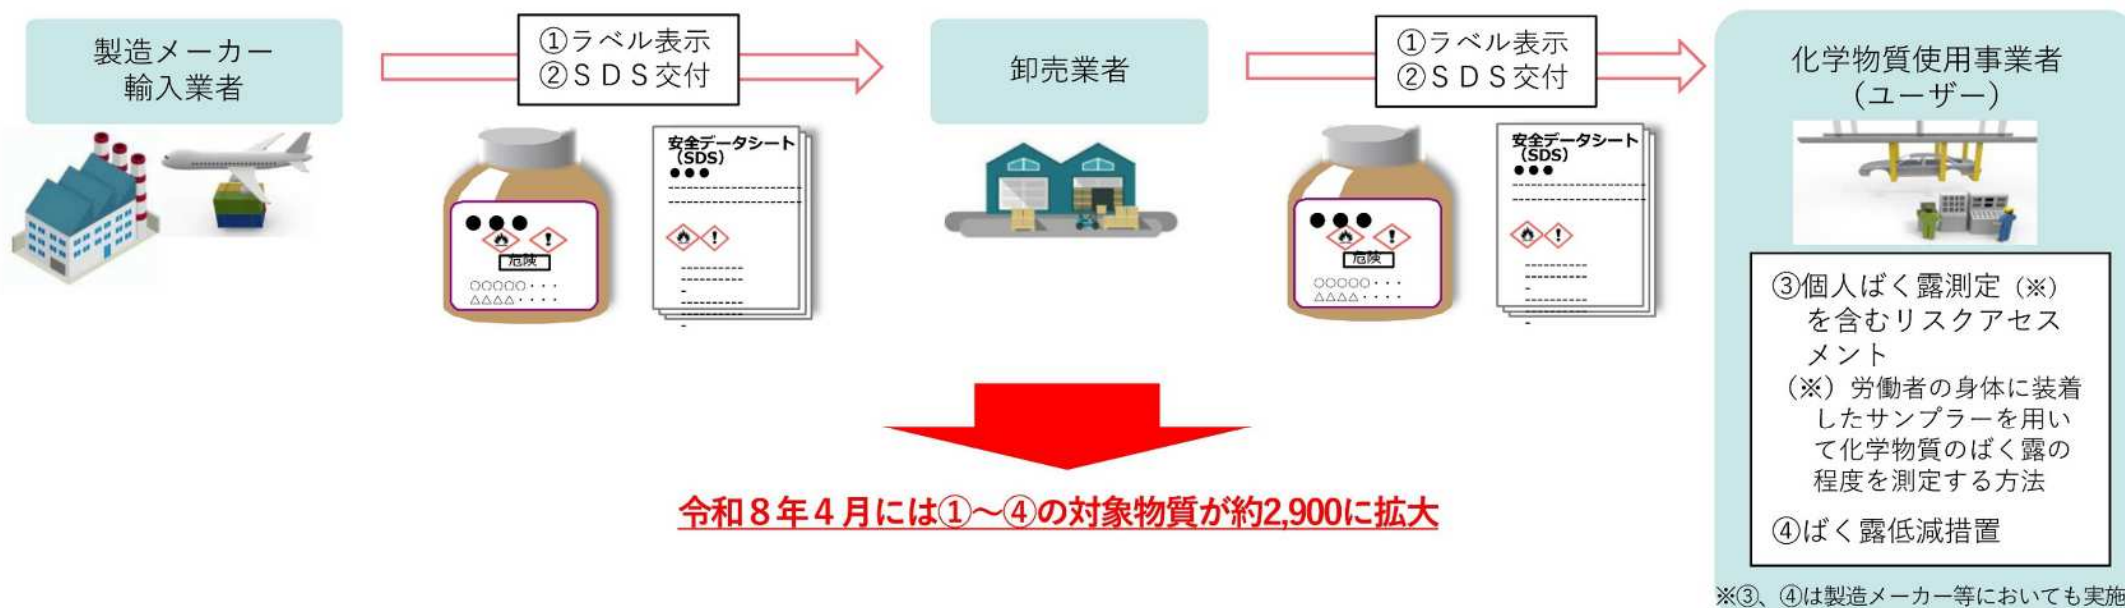 製造メーカー
輸入業者
①ラベル表示
②ＳＤＳ交付
卸売業者
①ラベル表示
②ＳＤＳ交付
化学物質使用事業者
（ユーザー）
●●●
危険
○○○○○・・・
△△△△・・・・
安全データシート
（SDS）
●●●
●●●
危険
○○○○○・・・
△△△△・・・・
安全データシート
（SDS）
●●●
③個人ばく露測定（※）
を含むリスクアセス
メント
（※）労働者の身体に装着
したサンプラーを用い
て化学物質のばく露の
程度を測定する方法
④ばく露低減措置
※③、④は製造メーカー等においても実施
令和８年４月には①～④の対象物質が約2,900に拡大